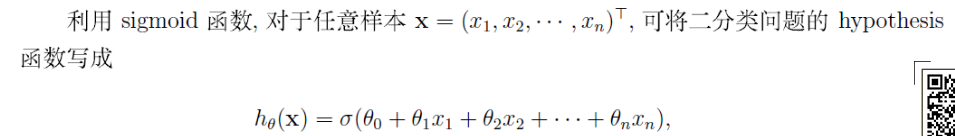 利用 sigmoid 函数, 对于任意样本 x = (x₁, x₂, ⋯ , xₙ)⊤, 可将二分类问题的 hypothesis
函数写成
h_θ(x) = σ(θ₀ + θ₁x₁ + θ₂x₂ + ⋯ + θₙxₙ),